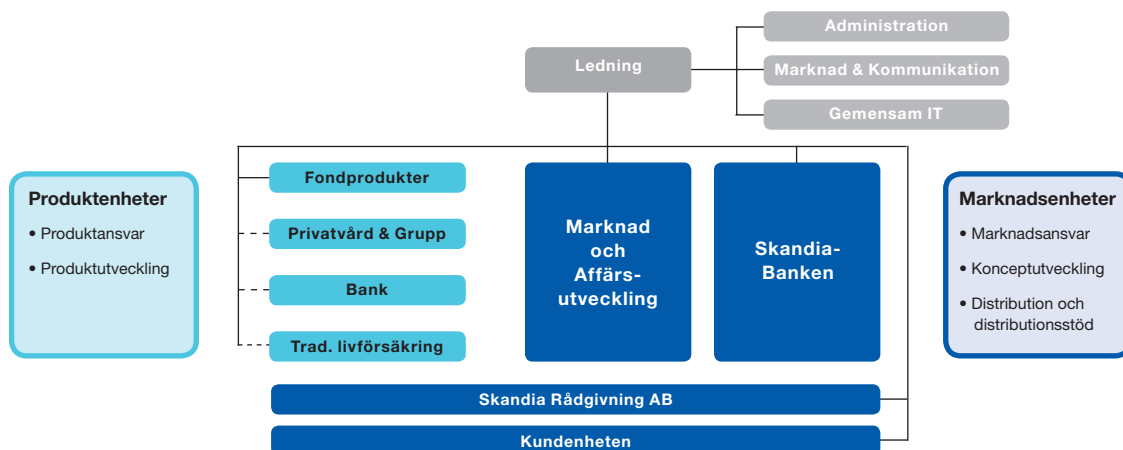 Administration
Ledning
Marknad & Kommunikation
Gemensam IT
Produktenheter
• Produktansvar
• Produktutveckling
Fondprodukter
Privatvård & Grupp
Bank
Trad. livförsäkring
Marknad
och
Affärs-
utveckling
Skandia-
Banken
Marknadsenheter
• Marknadsansvar
• Konceptutveckling
• Distribution och
distributionsstöd
Skandia Rådgivning AB
Kundenheten